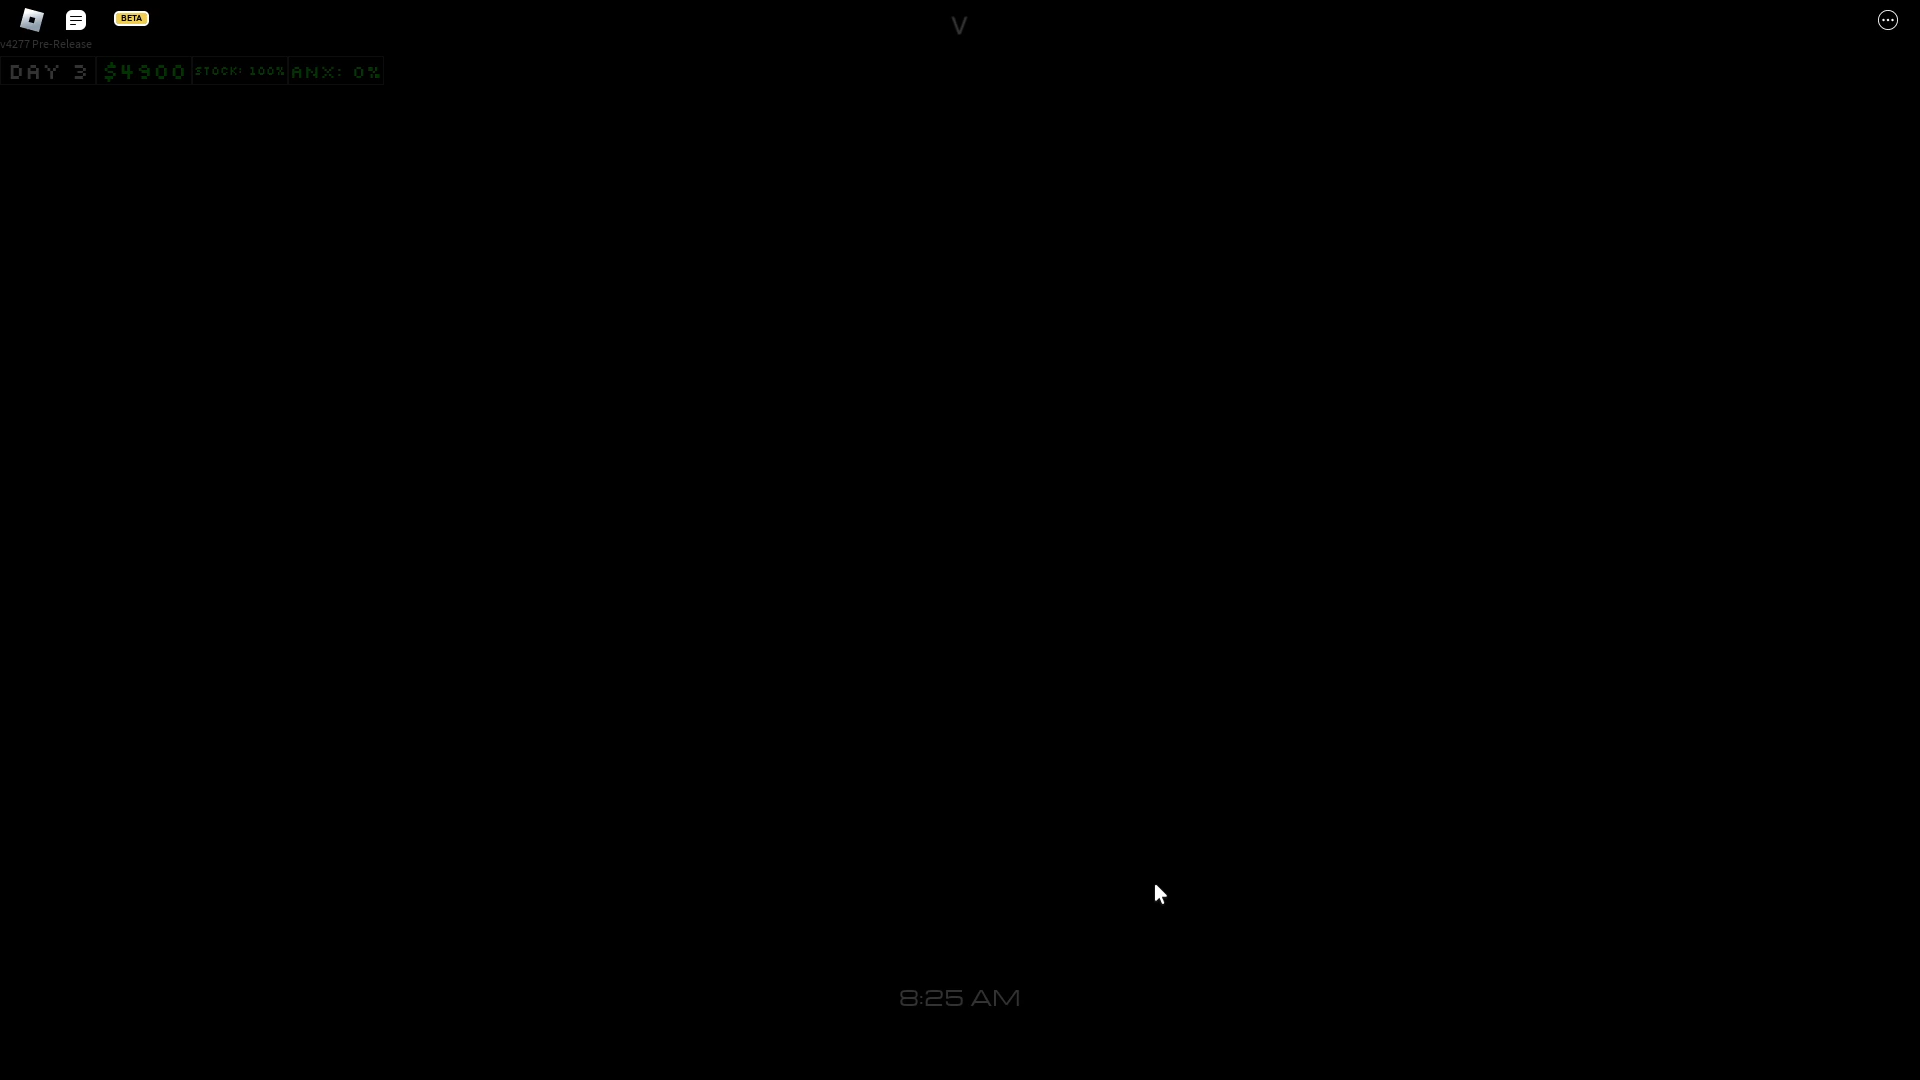 BETA
V
v4277 Pre-Release
DAY 3
$4900
STOCK: 100%
ANX: 0%
8:25 AM